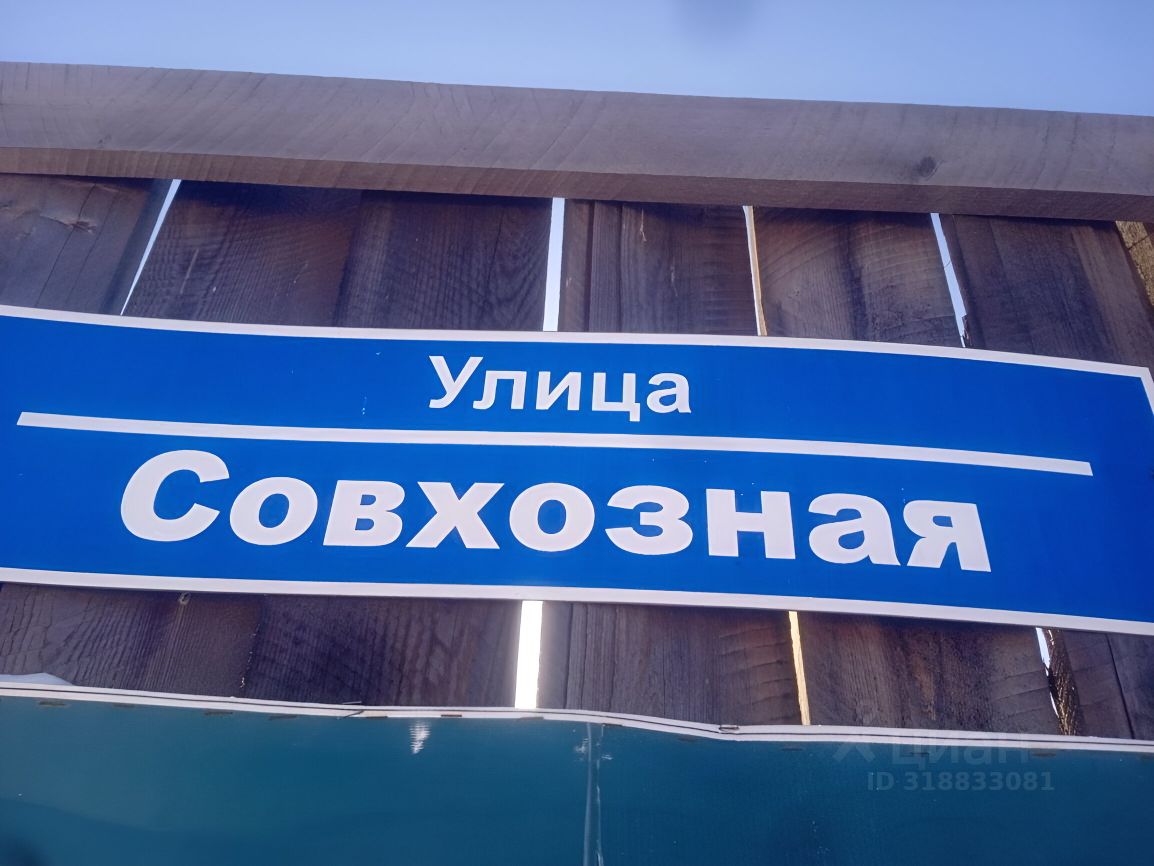 Улица
Совхозная
Циан
ID 318833081